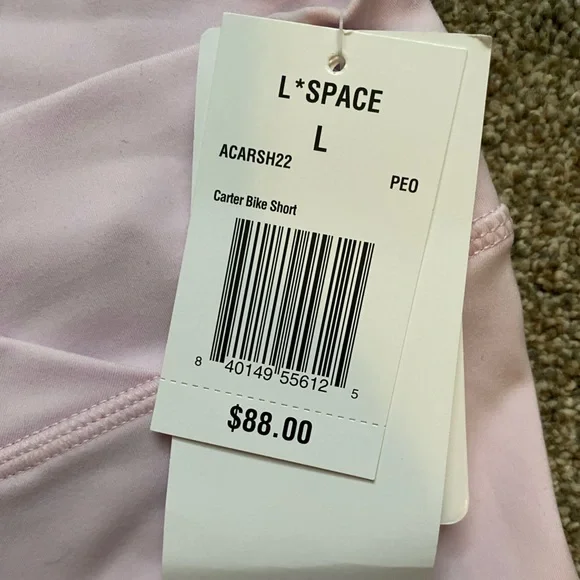 L*SPACE
L
ACARSH22
PEO
Carter Bike Short
8 40149 55612 5
$88.00